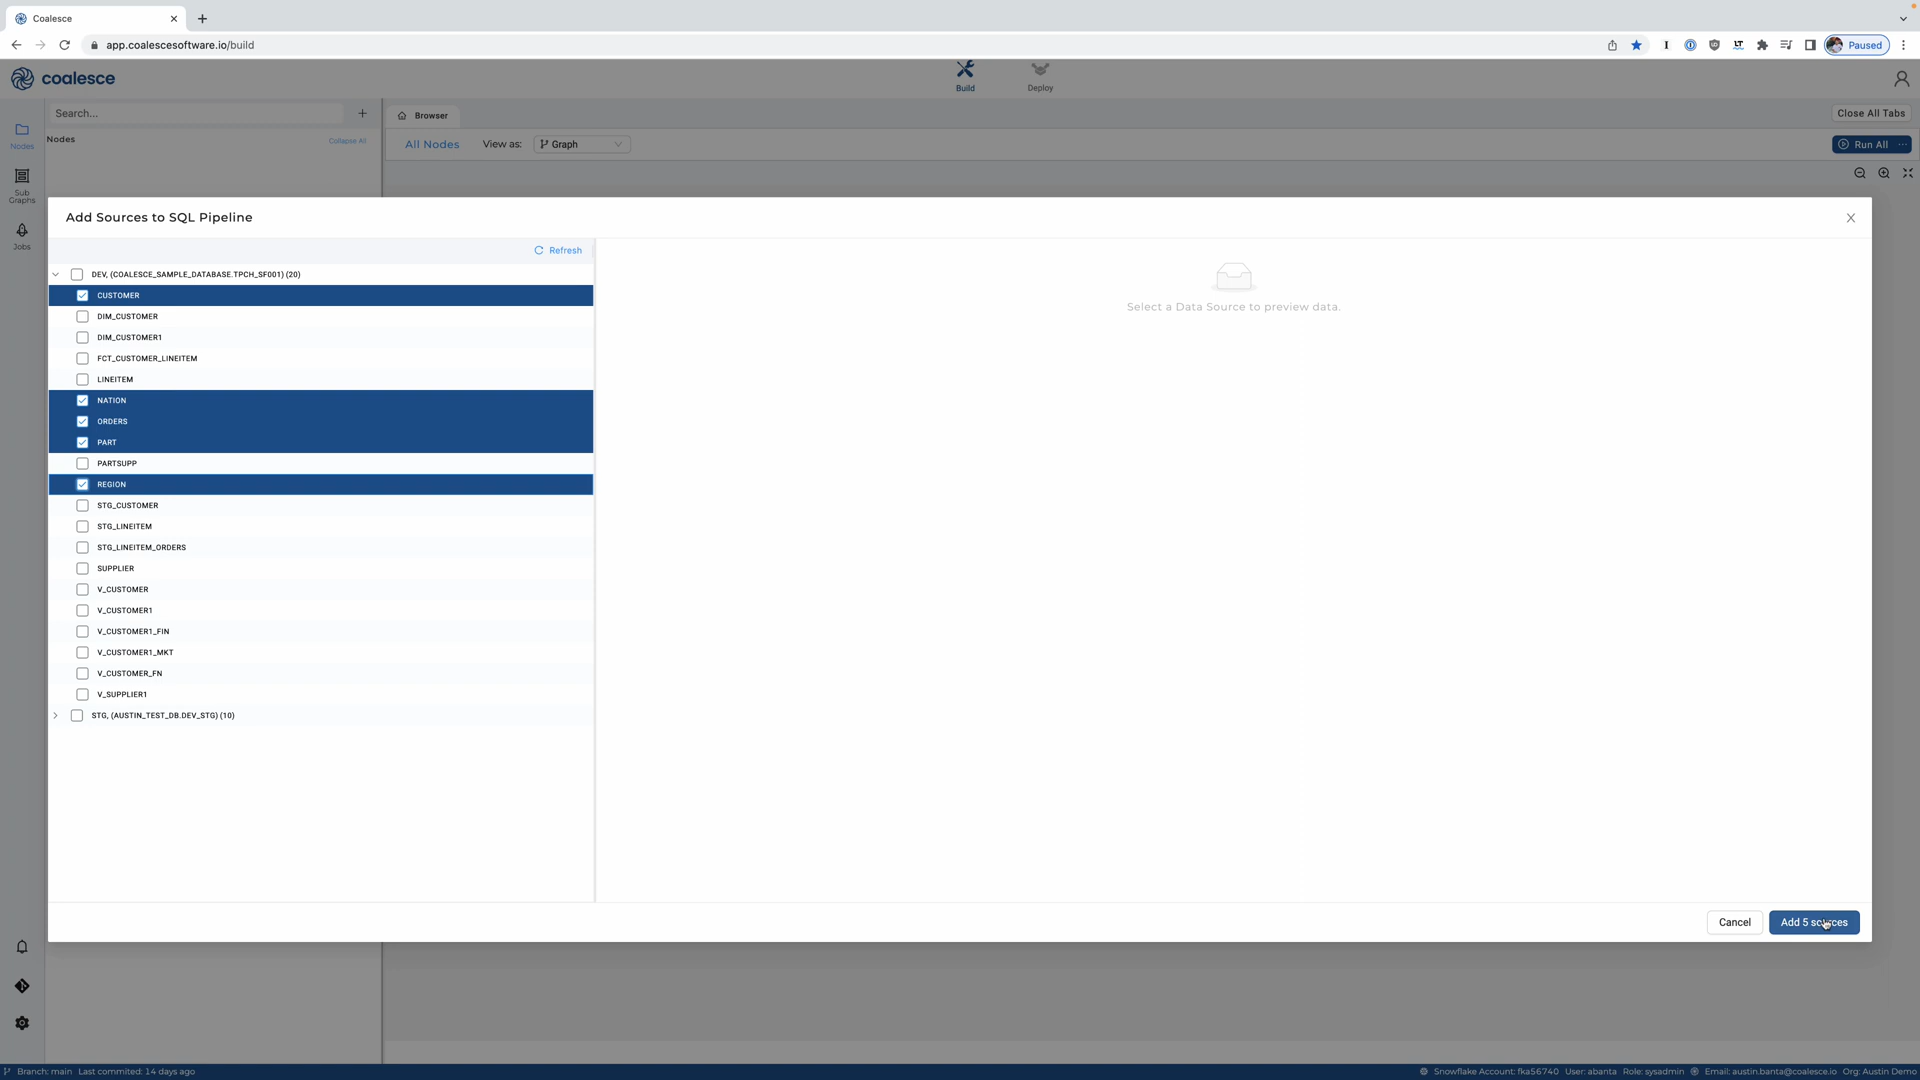 Coalesce
app.coalescesoftware.io/build
Paused
coalesce
Build
Deploy
Search...
Browser
Close All Tabs
Nodes
Nodes
Collapse All
All Nodes
View as:
Graph
Run All
Sub
Graphs
Jobs
Add Sources to SQL Pipeline
Refresh
DEV, (COALESCE_SAMPLE_DATABASE.TPCH_SF001) (20)
CUSTOMER
DIM_CUSTOMER
DIM_CUSTOMER1
FCT_CUSTOMER_LINEITEM
LINEITEM
NATION
ORDERS
PART
PARTSUPP
REGION
STG_CUSTOMER
STG_LINEITEM
STG_LINEITEM_ORDERS
SUPPLIER
V_CUSTOMER
V_CUSTOMER1
V_CUSTOMER1_FIN
V_CUSTOMER1_MKT
V_CUSTOMER_FN
V_SUPPLIER1
STG, (AUSTIN_TEST_DB.DEV_STG) (10)
Select a Data Source to preview data.
Cancel
Add 5 sources
Branch: main Last commited: 14 days ago
Snowflake Account: fka56740 User: abanta Role: sysadmin Email: austin.banta@coalesce.io Org: Austin Demo